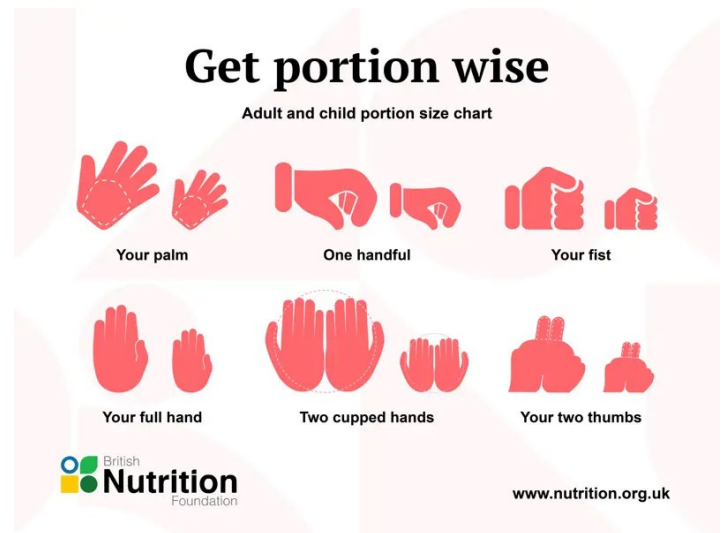 Get portion wise
Adult and child portion size chart
Your palm
One handful
Your fist
Your full hand
Two cupped hands
Your two thumbs
British
Nutrition
Foundation
www.nutrition.org.uk